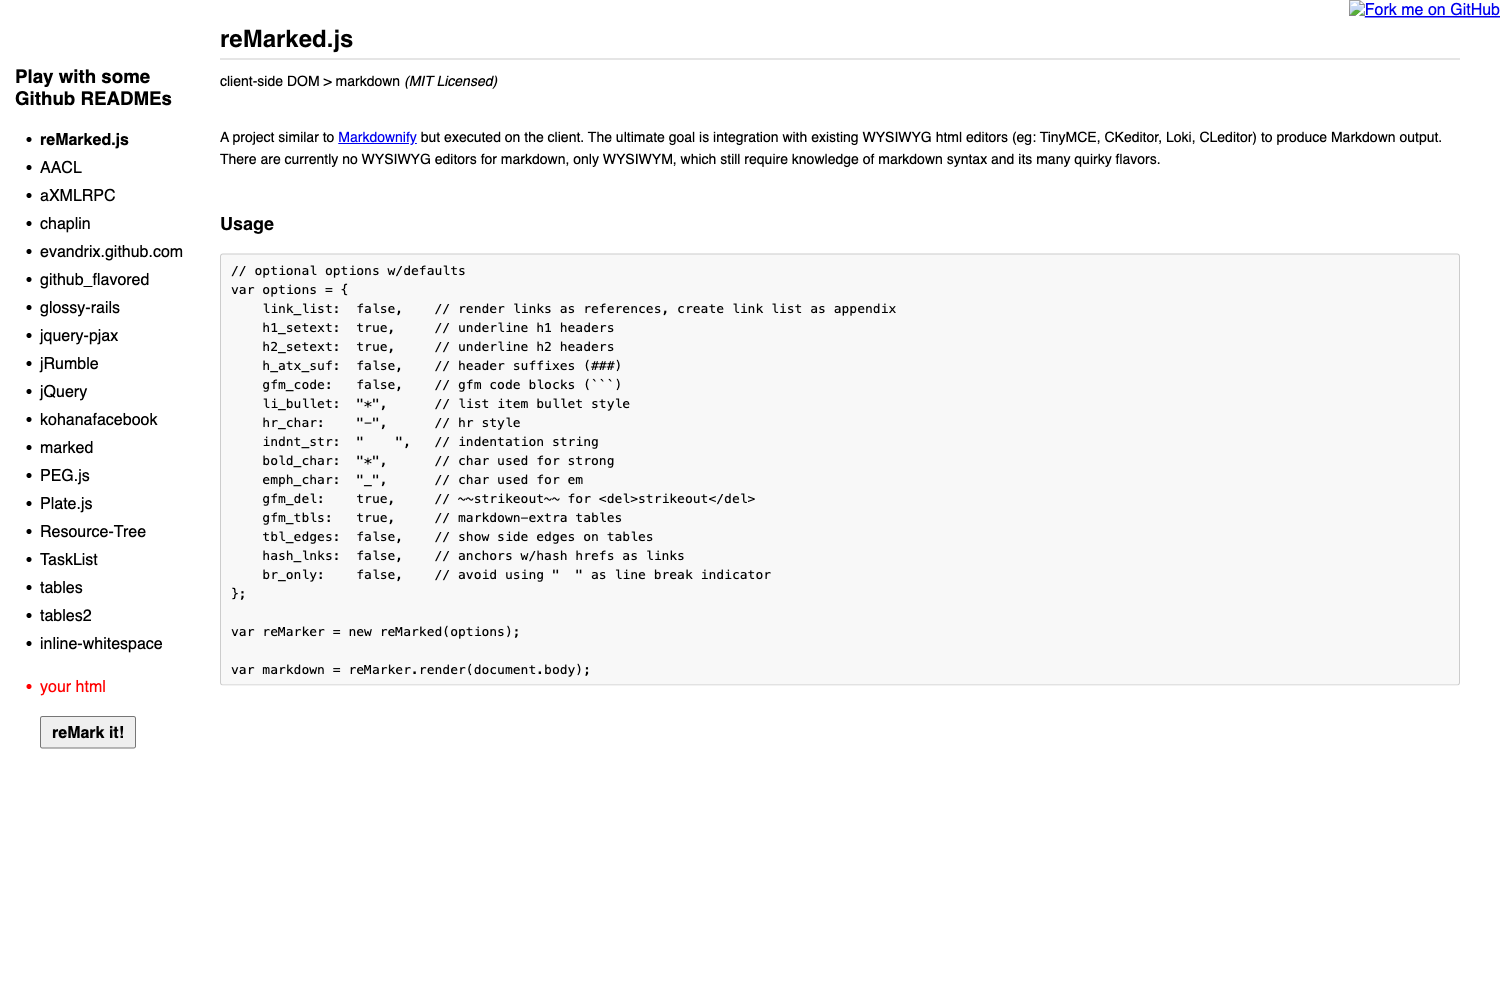 Fork me on GitHub
Play with some
Github READMEs
• reMarked.js
• AACL
• aXMLRPC
• chaplin
• evandrix.github.com
• github_flavored
• glossy-rails
• jquery-pjax
• jRumble
• jQuery
• kohanafacebook
• marked
• PEG.js
• Plate.js
• Resource-Tree
• TaskList
• tables
• tables2
• inline-whitespace
• your html
reMark it!
reMarked.js
client-side DOM > markdown (MIT Licensed)
A project similar to Markdownify but executed on the client. The ultimate goal is integration with existing WYSIWYG html editors (eg: TinyMCE, CKeditor, Loki, CLeditor) to produce Markdown output.
There are currently no WYSIWYG editors for markdown, only WYSIWYM, which still require knowledge of markdown syntax and its many quirky flavors.
Usage
// optional options w/defaults
var options = {
    link_list:  false,    // render links as references, create link list as appendix
    h1_setext:  true,     // underline h1 headers
    h2_setext:  true,     // underline h2 headers
    h_atx_suf:  false,    // header suffixes (###)
    gfm_code:   false,    // gfm code blocks (```)
    li_bullet:  "*",      // list item bullet style
    hr_char:    "-",      // hr style
    indnt_str:  "    ",   // indentation string
    bold_char:  "*",      // char used for strong
    emph_char:  "_",      // char used for em
    gfm_del:    true,     // ~~strikeout~~ for <del>strikeout</del>
    gfm_tbls:   true,     // markdown-extra tables
    tbl_edges:  false,    // show side edges on tables
    hash_lnks:  false,    // anchors w/hash hrefs as links
    br_only:    false,    // avoid using "  " as line break indicator
};
var reMarker = new reMarked(options);
var markdown = reMarker.render(document.body);